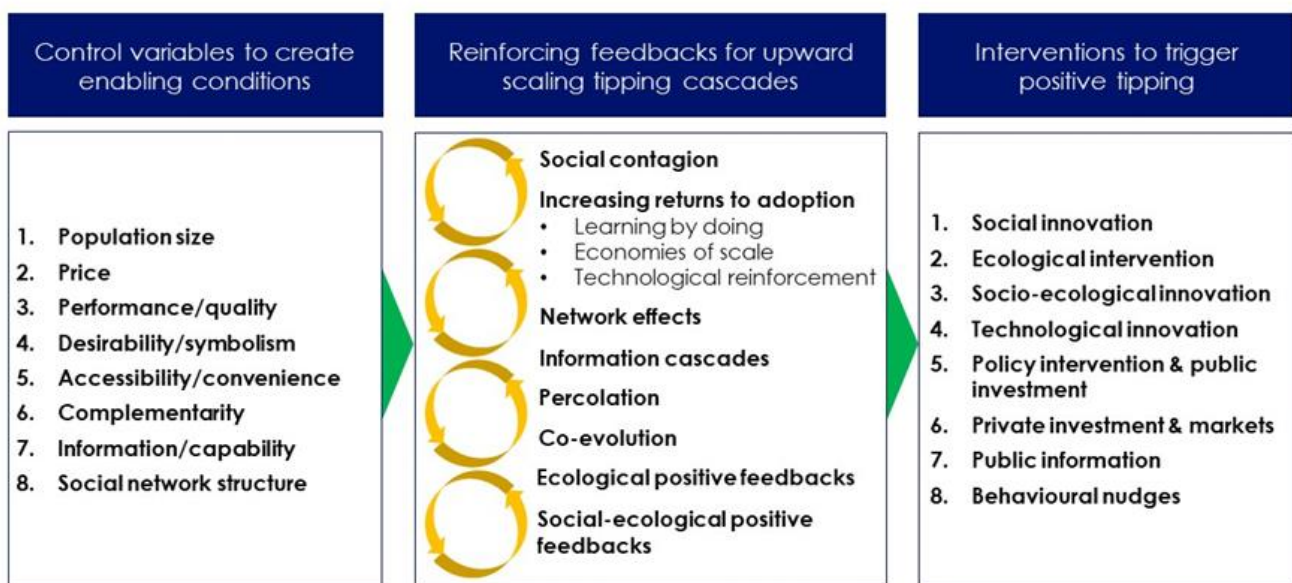 Control variables to create
enabling conditions
Reinforcing feedbacks for upward
scaling tipping cascades
Interventions to trigger
positive tipping
1. Population size
2. Price
3. Performance/quality
4. Desirability/symbolism
5. Accessibility/convenience
6. Complementarity
7. Information/capability
8. Social network structure
Social contagion
Increasing returns to adoption
• Learning by doing
• Economies of scale
• Technological reinforcement
Network effects
Information cascades
Percolation
Co-evolution
Ecological positive feedbacks
Social-ecological positive
feedbacks
1. Social innovation
2. Ecological intervention
3. Socio-ecological innovation
4. Technological innovation
5. Policy intervention & public
investment
6. Private investment & markets
7. Public information
8. Behavioural nudges